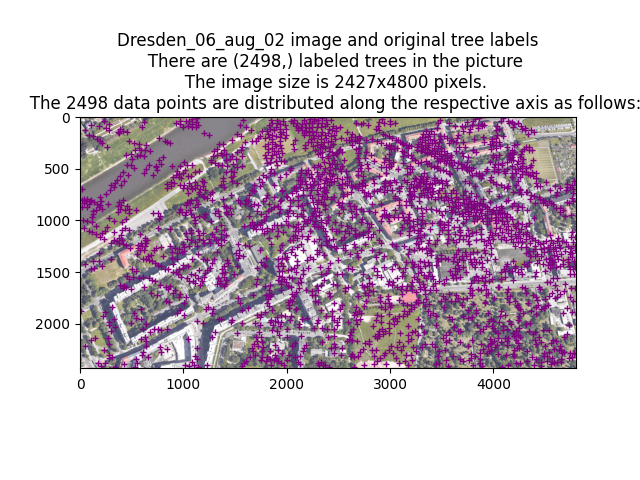 Dresden_06_aug_02 image and original tree labels
There are (2498,) labeled trees in the picture
The image size is 2427x4800 pixels.
The 2498 data points are distributed along the respective axis as follows:
0
500
1000
1500
2000
0 1000 2000 3000 4000